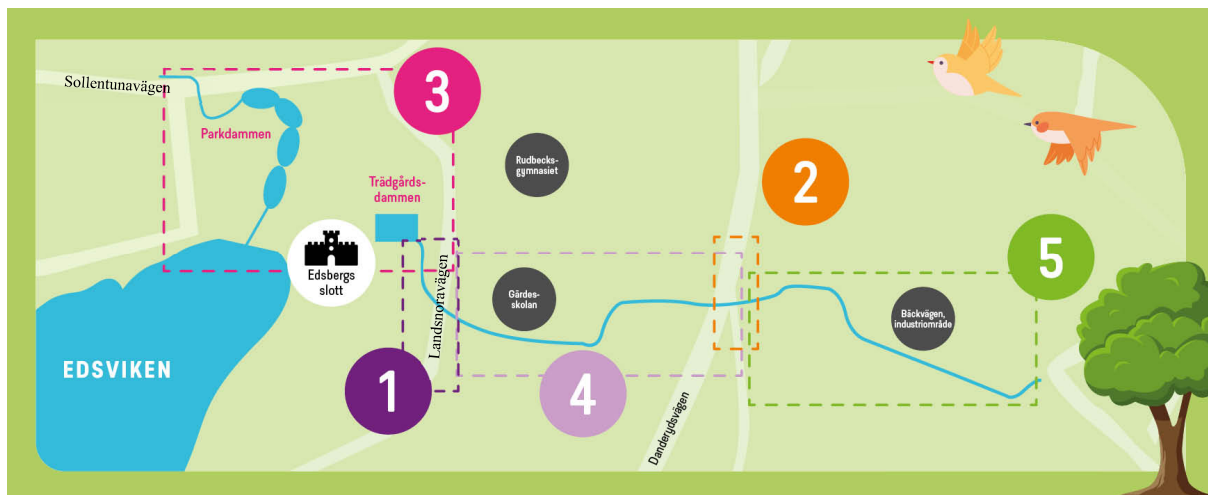 Sollentunavägen
3
Parkdammen
Rudbecks-
gymnasiet
2
Trädgårds-
dammen
Edsbergs
slott
Landsnoravägen
Gärdes-
skolan
5
Bäckvägen,
industriområde
EDSVIKEN
1
4
Danderydsvägen